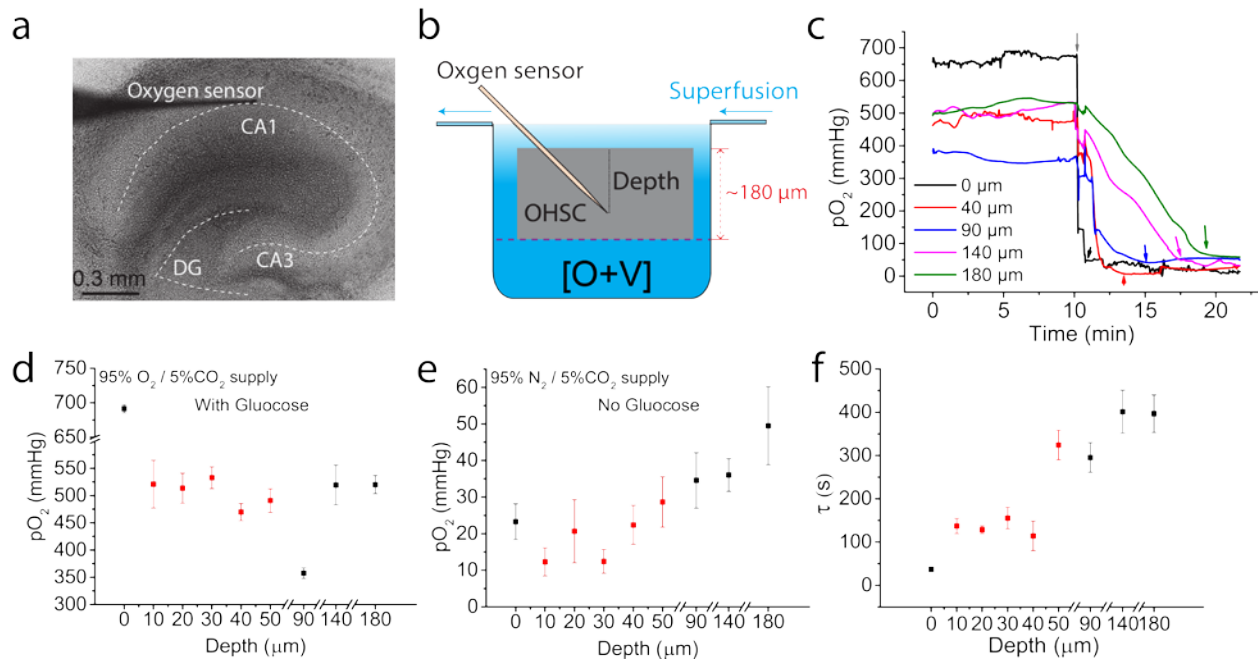 a
Oxygen sensor
CA1
CA3
DG
0.3 mm
b
Oxgen sensor
Superfusion
Depth
OHSC
~180 µm
[O+V]
c
pO2 (mmHg)
700
600
500
400
300
200
100
0
0 µm
40 µm
90 µm
140 µm
180 µm
0 5 10 15 20
Time (min)
d
95% O2 / 5%CO2 supply
With Gluocose
pO2 (mmHg)
750
700
650
550
500
450
400
350
300
0 10 20 30 40 50 90 140 180
Depth (µm)
e
95% N2 / 5%CO2 supply
No Gluocose
pO2 (mmHg)
60
50
40
30
20
10
0
0 10 20 30 40 50 90 140 180
Depth (µm)
f
τ (s)
500
400
300
200
100
0
0 10 20 30 40 50 90 140 180
Depth (µm)